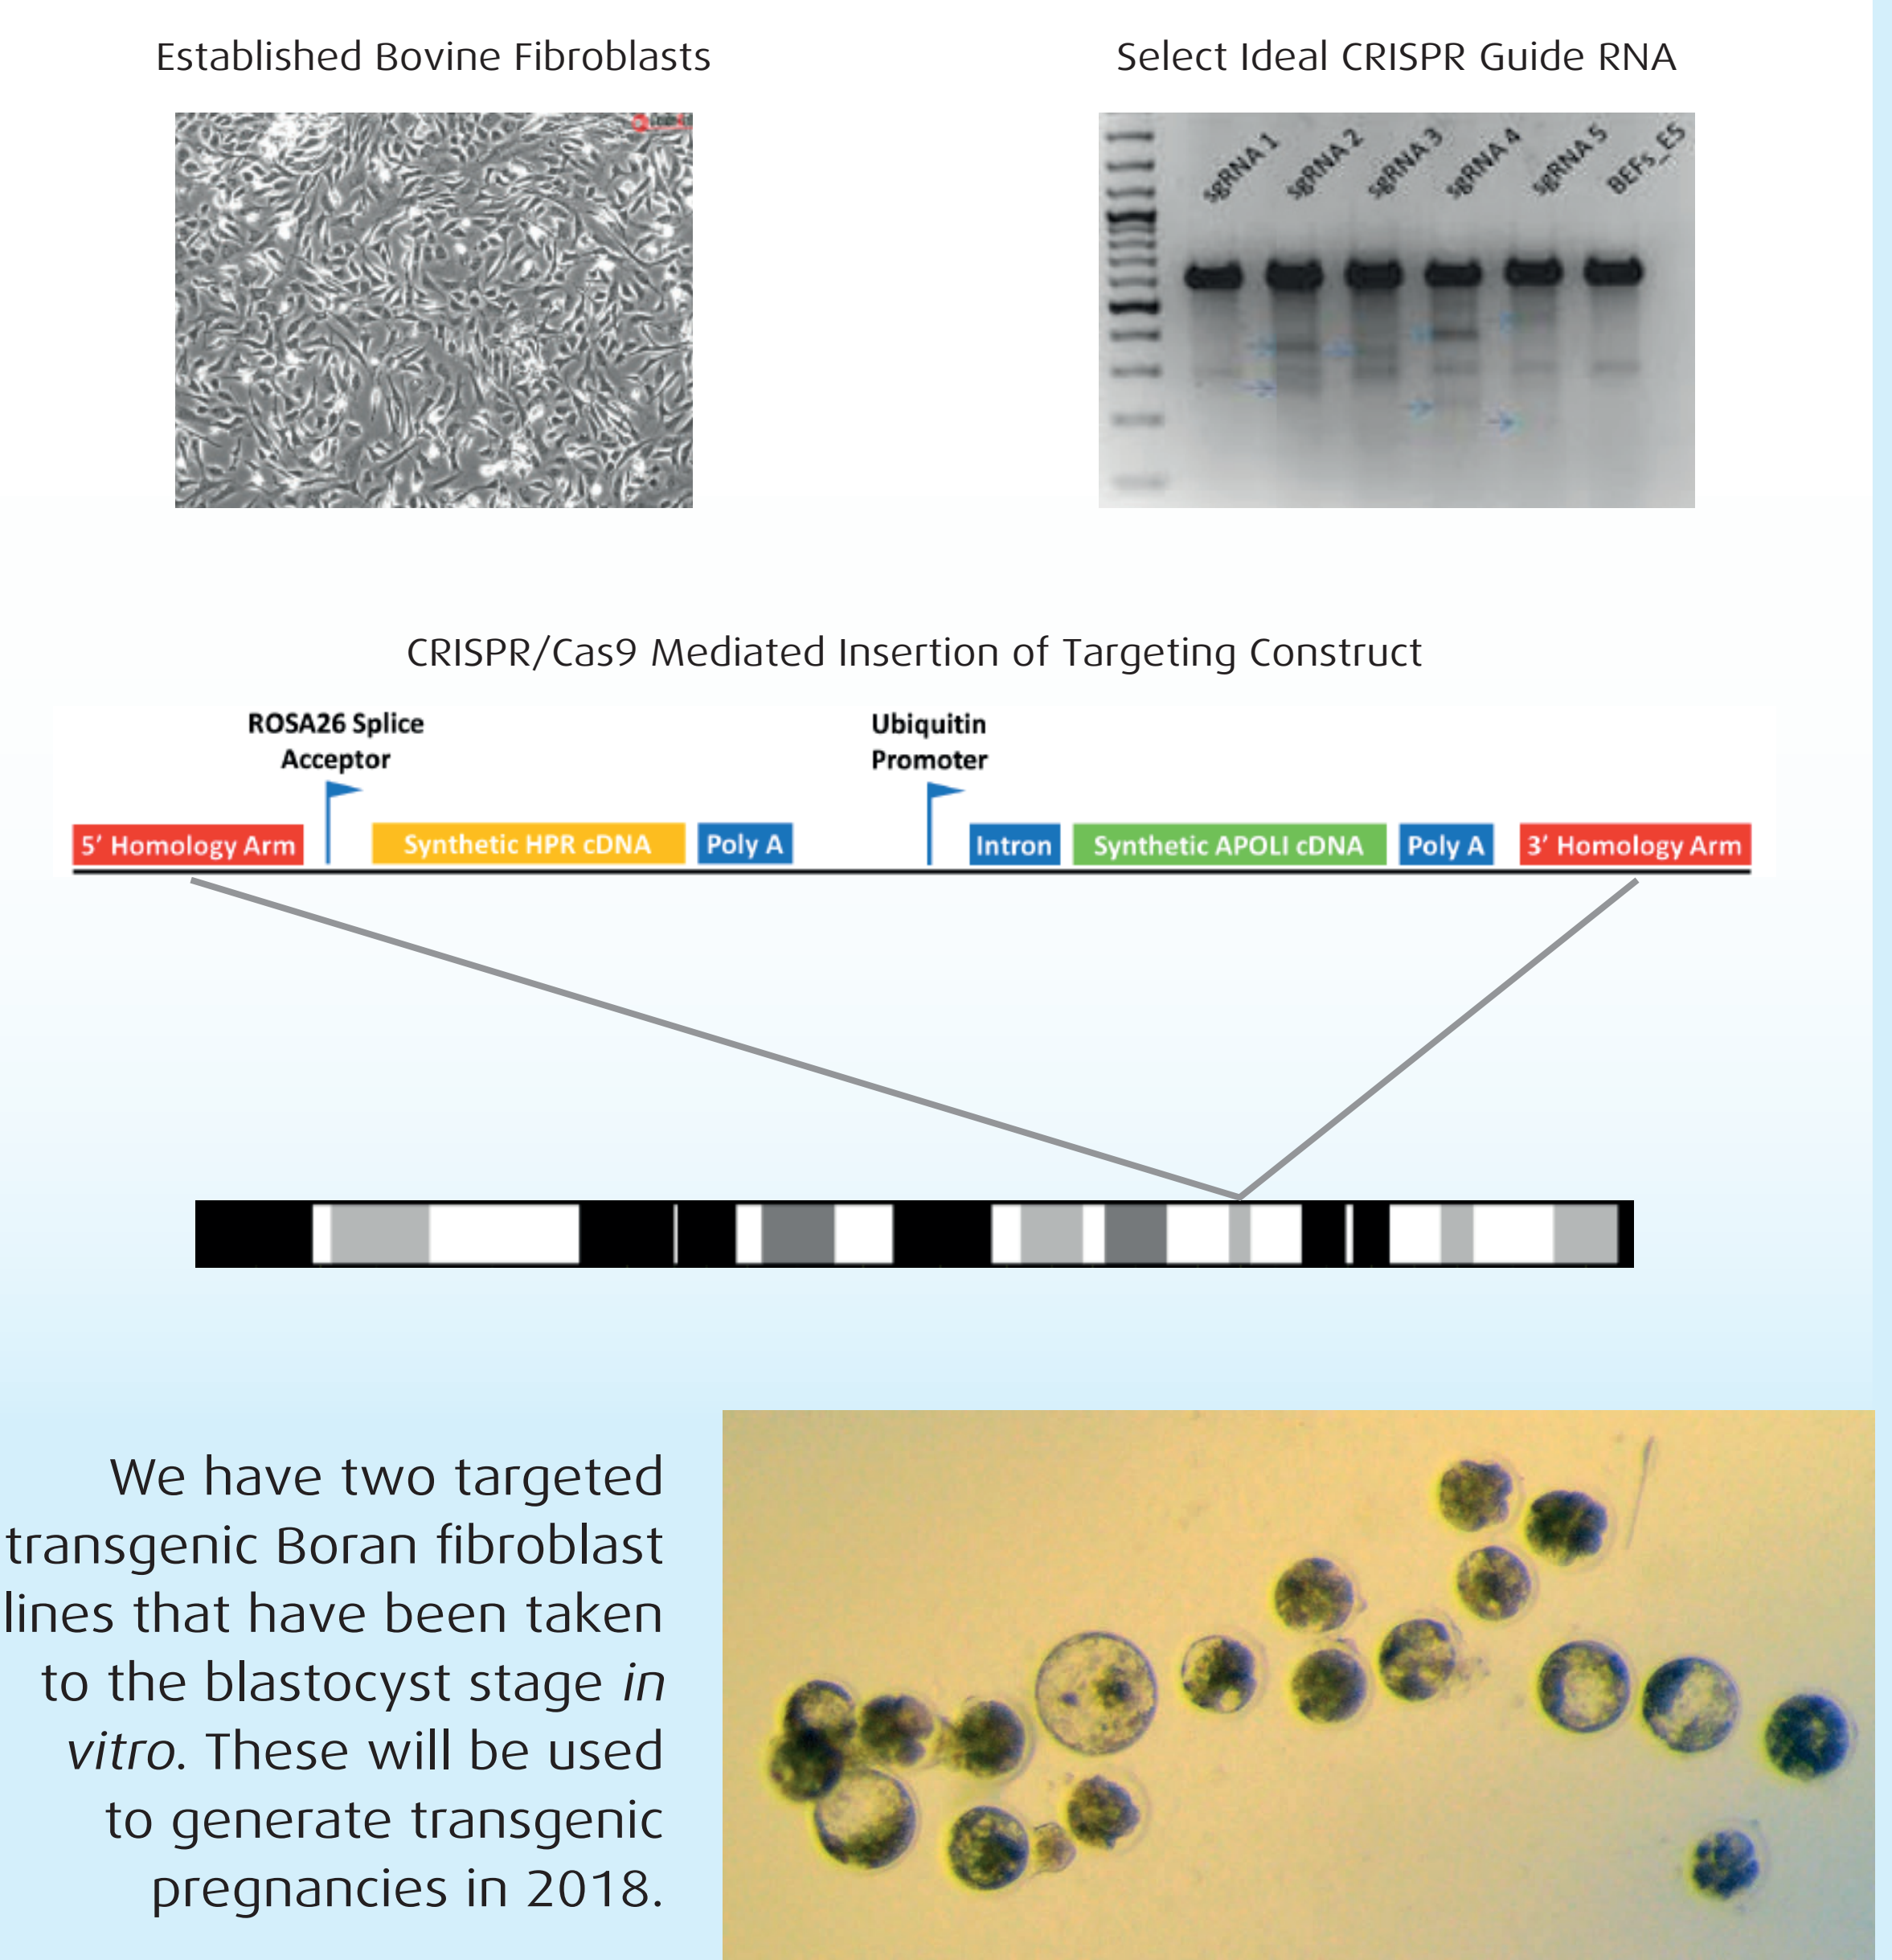 Established Bovine Fibroblasts
Select Ideal CRISPR Guide RNA
sgRNA 1
sgRNA 2
sgRNA 3
sgRNA 4
sgRNA 5
BEFs_E5
CRISPR/Cas9 Mediated Insertion of Targeting Construct
ROSA26 Splice
Acceptor
Ubiquitin
Promoter
5' Homology Arm
Synthetic HPR cDNA
Poly A
Intron
Synthetic APOLI cDNA
Poly A
3' Homology Arm
We have two targeted
transgenic Boran fibroblast
lines that have been taken
to the blastocyst stage in
vitro. These will be used
to generate transgenic
pregnancies in 2018.